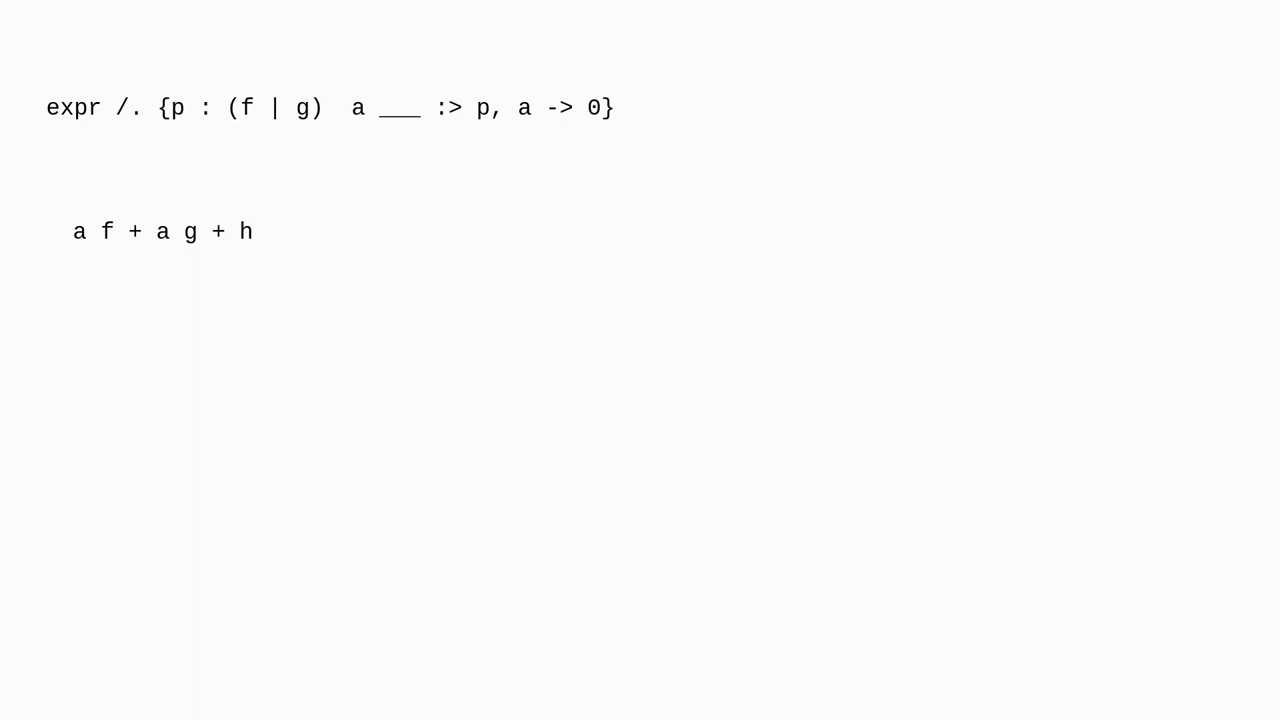 expr /. {p : (f | g)  a ___ :> p, a -> 0}
a f + a g + h